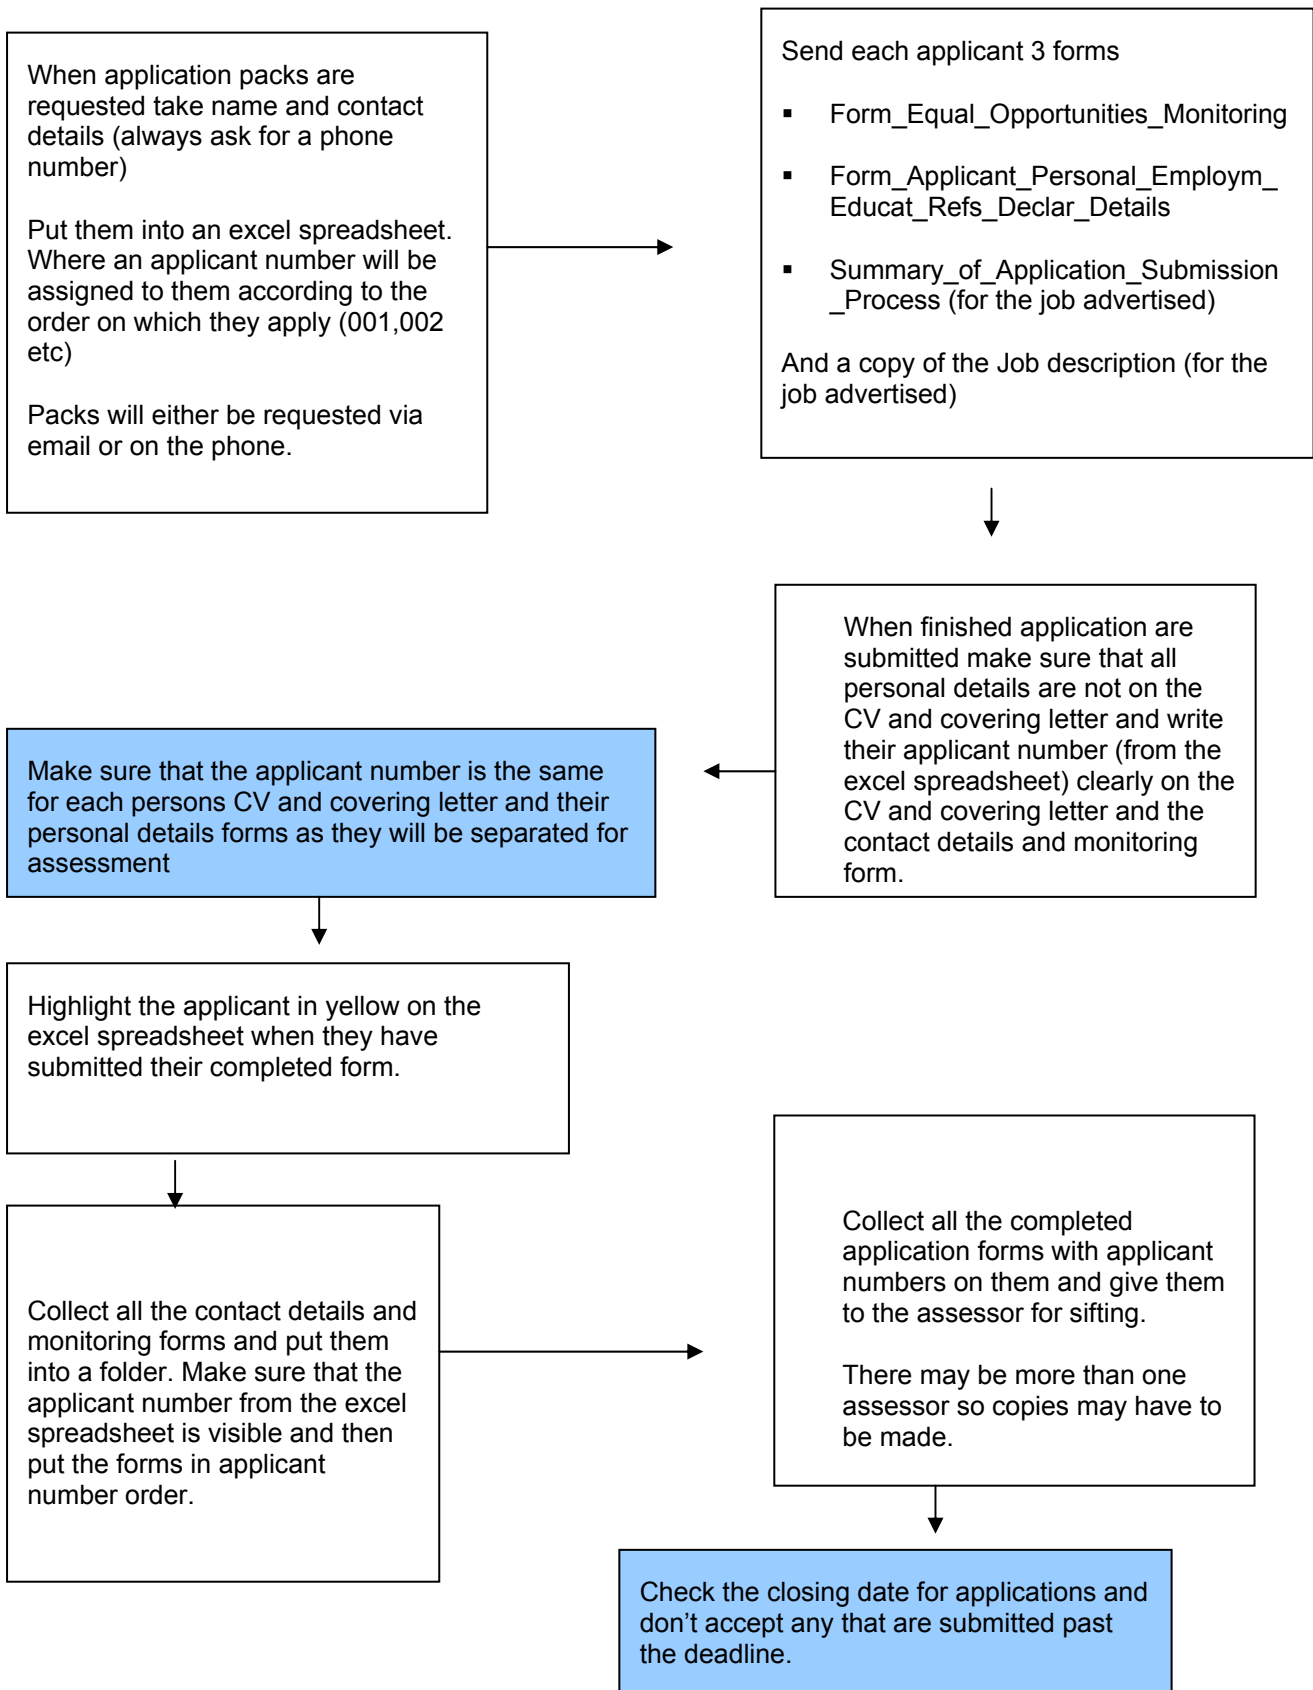 When application packs are
requested take name and contact
details (always ask for a phone
number)
Put them into an excel spreadsheet.
Where an applicant number will be
assigned to them according to the
order on which they apply (001,002
etc)
Packs will either be requested via
email or on the phone.
Send each applicant 3 forms
▪ Form_Equal_Opportunities_Monitoring
▪ Form_Applicant_Personal_Employm_
Educat_Refs_Declar_Details
▪ Summary_of_Application_Submission
_Process (for the job advertised)
And a copy of the Job description (for the
job advertised)
When finished application are
submitted make sure that all
personal details are not on the
CV and covering letter and write
their applicant number (from the
excel spreadsheet) clearly on the
CV and covering letter and the
contact details and monitoring
form.
Make sure that the applicant number is the same
for each persons CV and covering letter and their
personal details forms as they will be separated for
assessment
Highlight the applicant in yellow on the
excel spreadsheet when they have
submitted their completed form.
Collect all the contact details and
monitoring forms and put them
into a folder. Make sure that the
applicant number from the excel
spreadsheet is visible and then
put the forms in applicant
number order.
Collect all the completed
application forms with applicant
numbers on them and give them
to the assessor for sifting.
There may be more than one
assessor so copies may have to
be made.
Check the closing date for applications and
don’t accept any that are submitted past
the deadline.